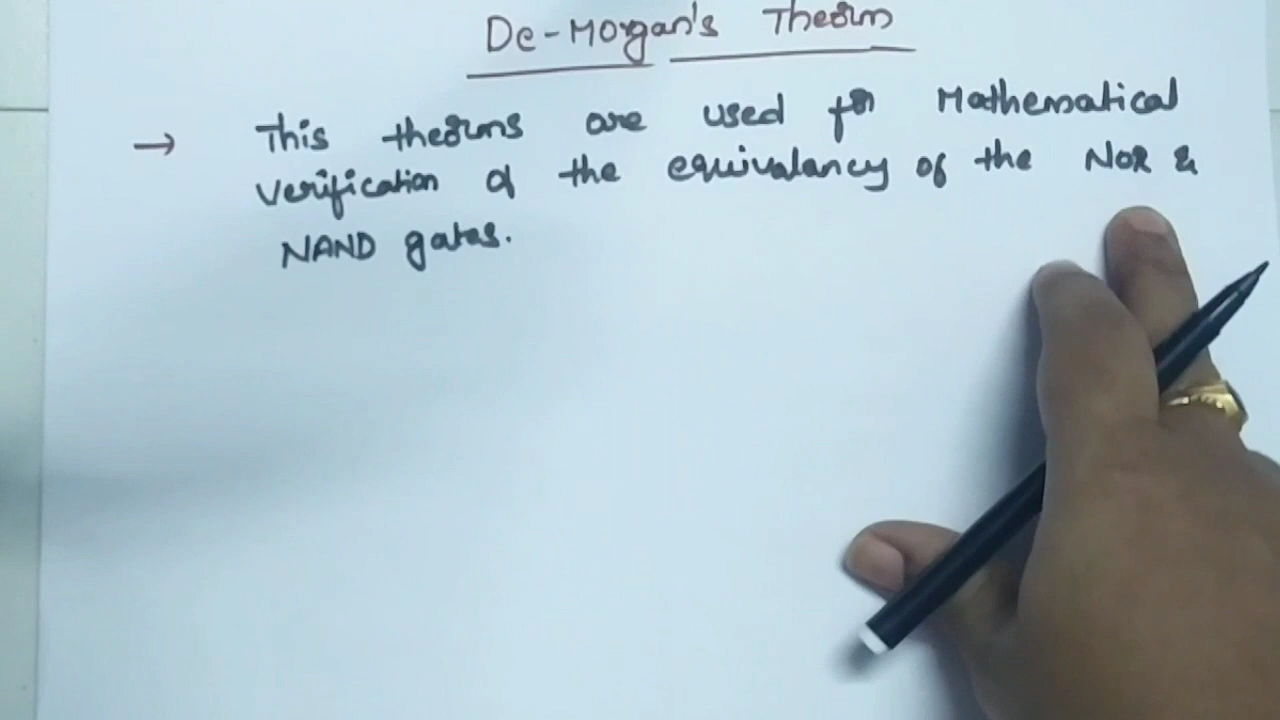 De-Morgan's Theorm
→ This theorms are used for Mathematical
verification of the equivalancy of the NOR &
NAND gates.